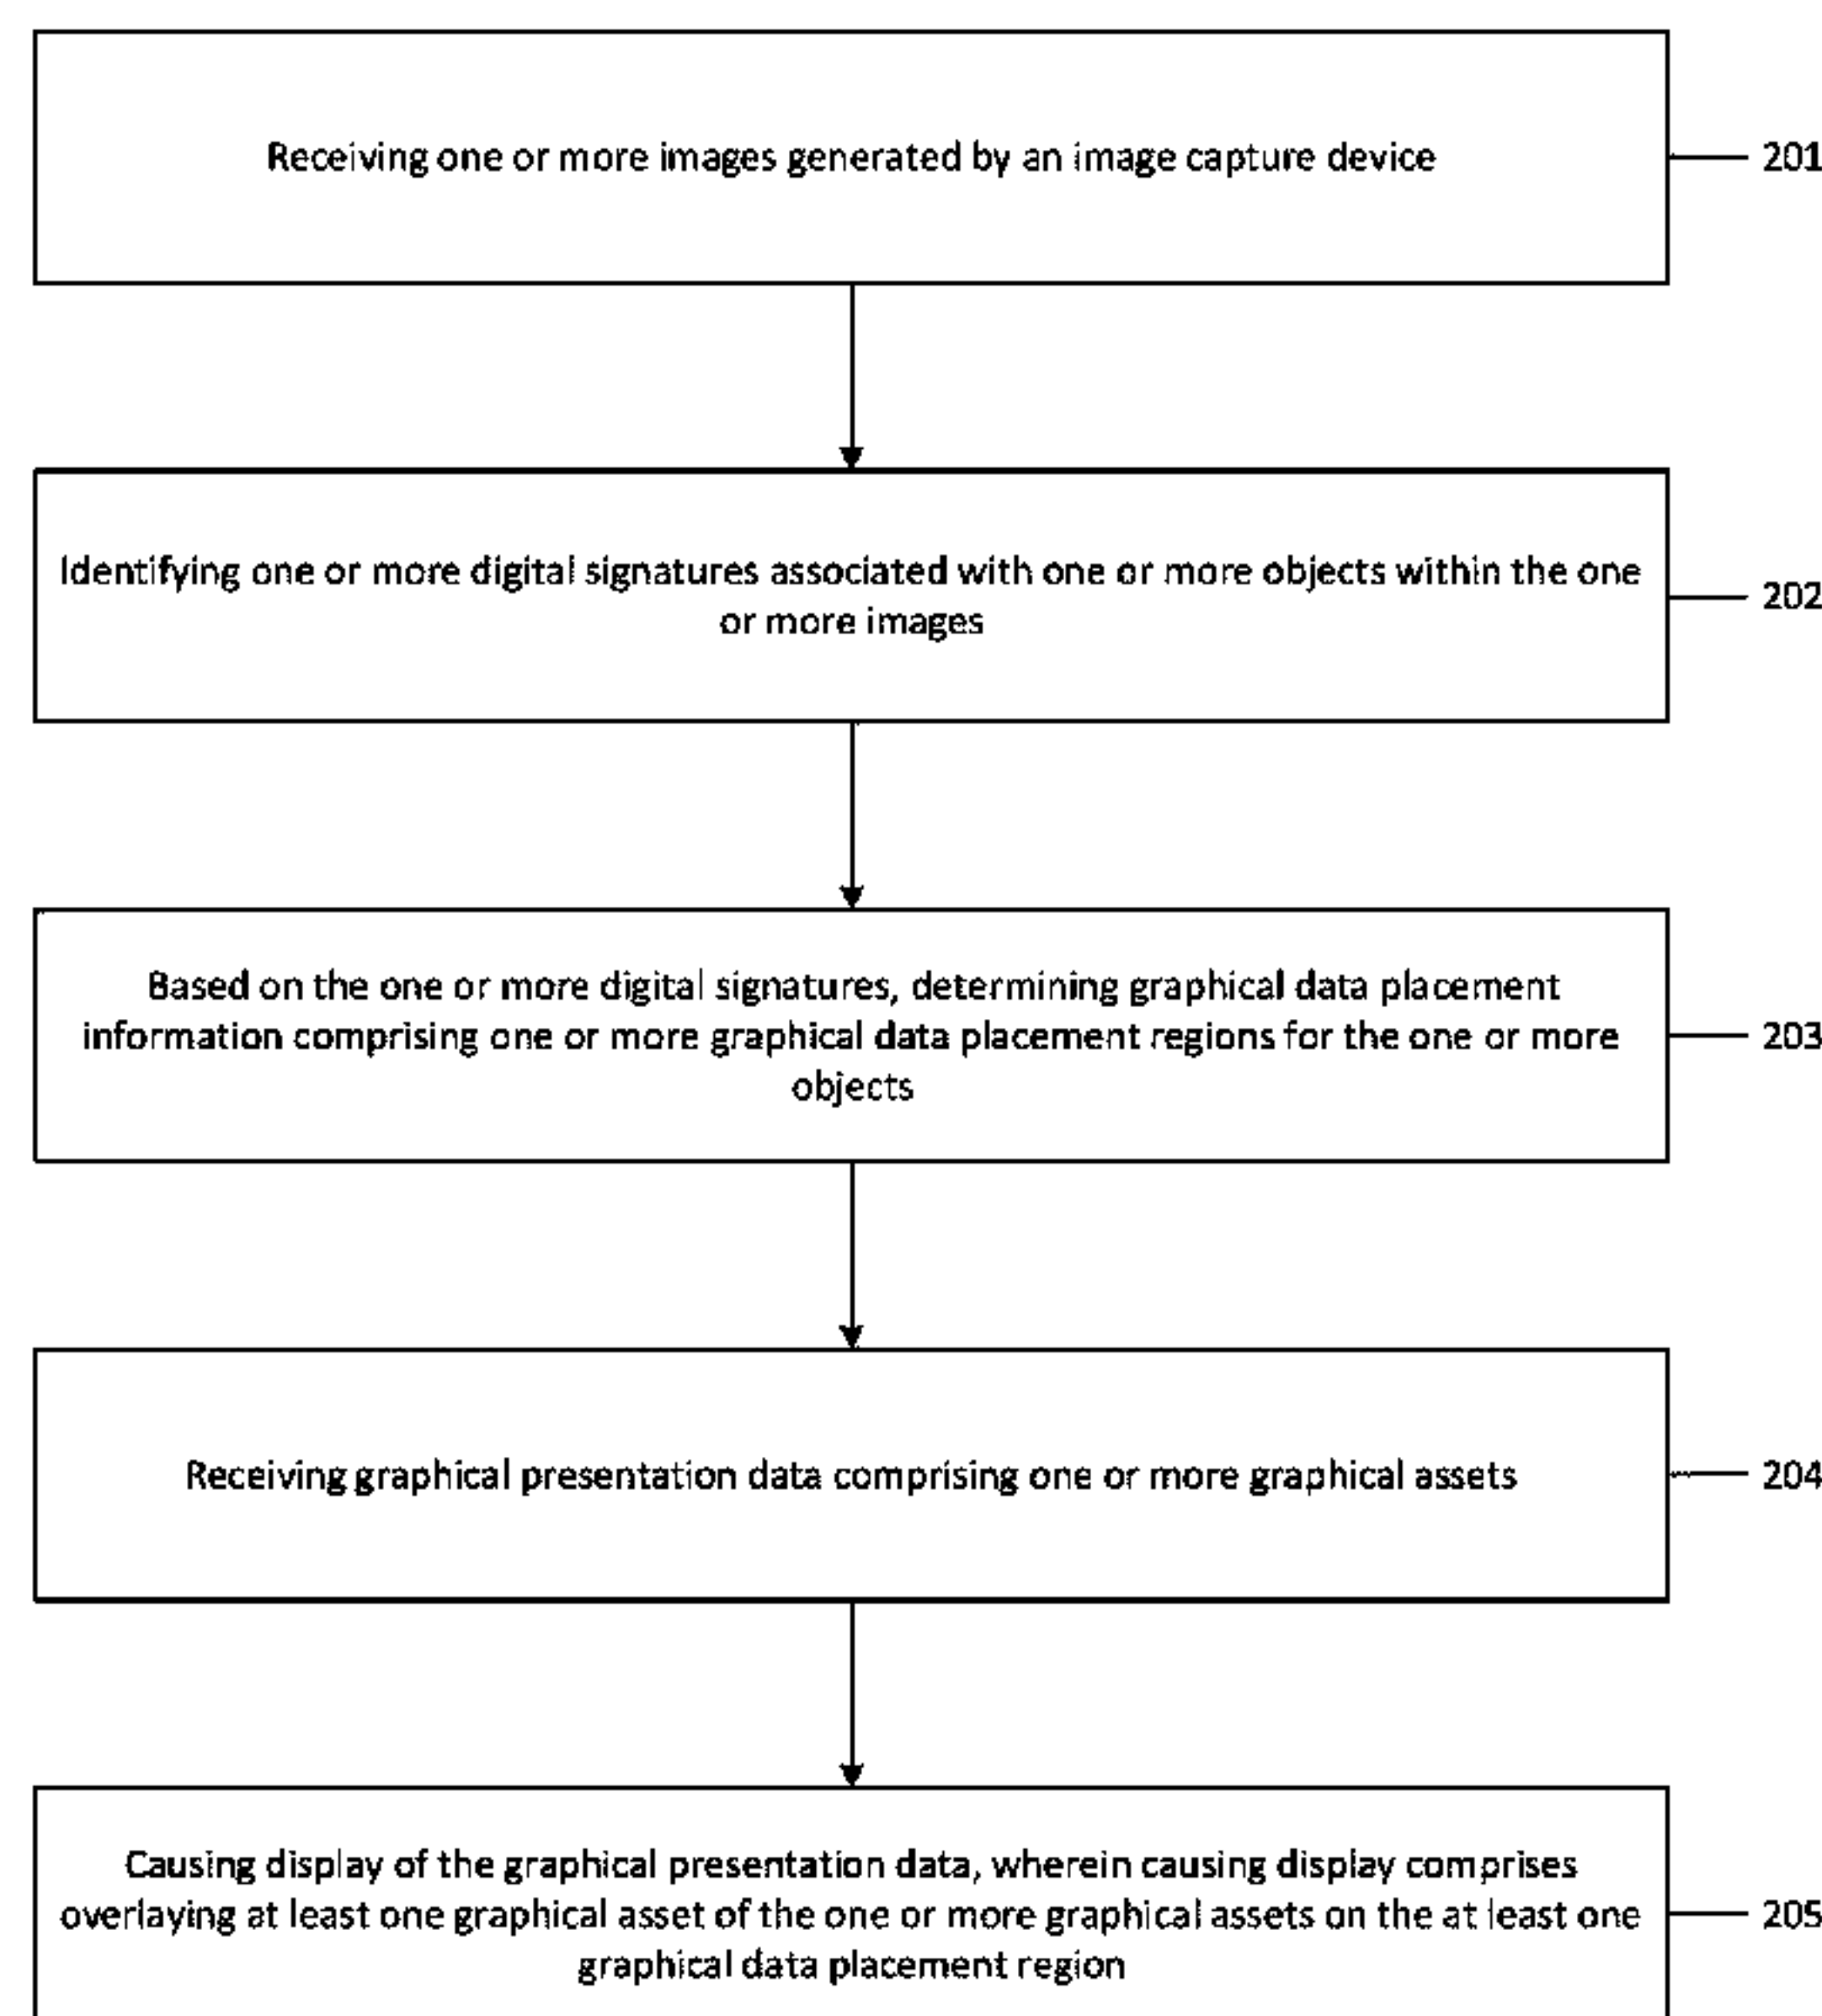 Receiving one or more images generated by an image capture device
201
Identifying one or more digital signatures associated with one or more objects within the one
or more images
202
Based on the one or more digital signatures, determining graphical data placement
information comprising one or more graphical data placement regions for the one or more
objects
203
Receiving graphical presentation data comprising one or more graphical assets
204
Causing display of the graphical presentation data, wherein causing display comprises
overlaying at least one graphical asset of the one or more graphical assets on the at least one
graphical data placement region
205